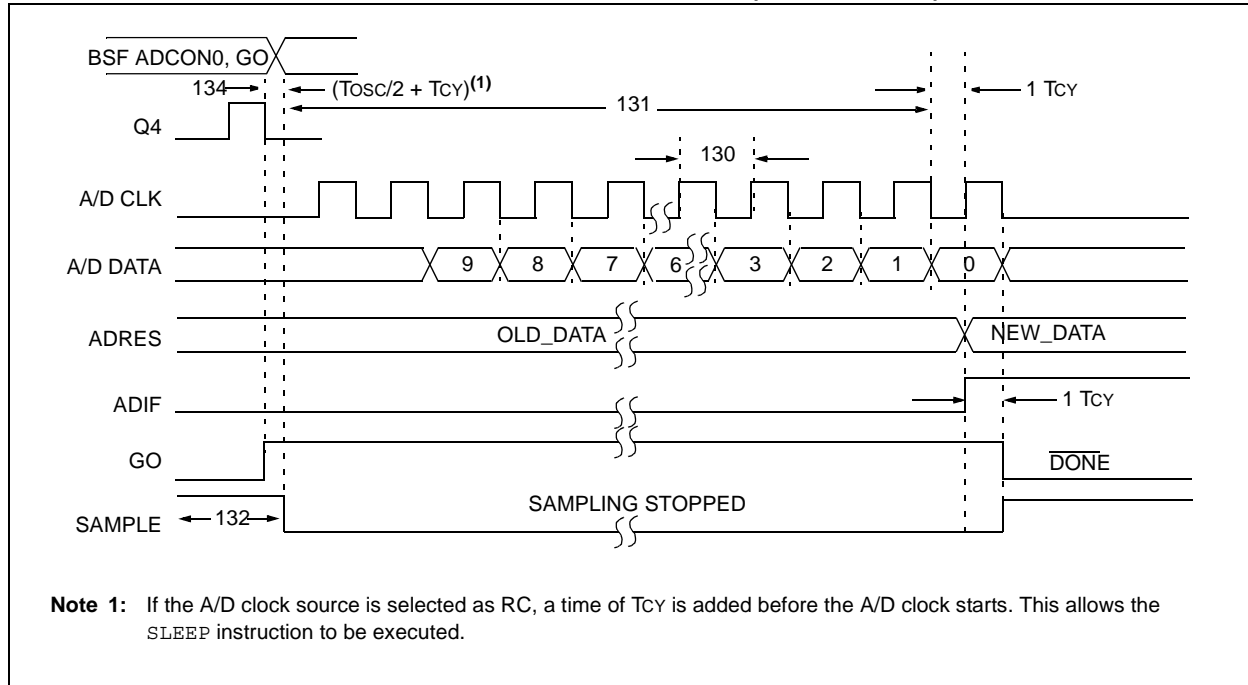 BSF ADCON0, GO
134 (TOSC/2 + TCY)(1) 1 TCY
131
Q4
130
A/D CLK
A/D DATA 9 8 7 6 3 2 1 0
ADRES OLD_DATA NEW_DATA
ADIF 1 TCY
GO DONE
SAMPLE 132 SAMPLING STOPPED
Note 1: If the A/D clock source is selected as RC, a time of TCY is added before the A/D clock starts. This allows the
SLEEP instruction to be executed.